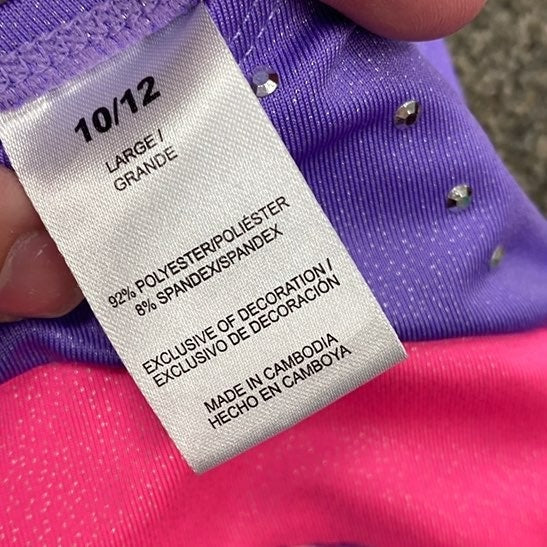 10/12
LARGE/
GRANDE
92% POLYESTER/POLIÉSTER
8% SPANDEX/SPANDEX
EXCLUSIVE OF DECORATION/
EXCLUSIVO DE DECORACIÓN
MADE IN CAMBODIA
HECHO EN CAMBOYA